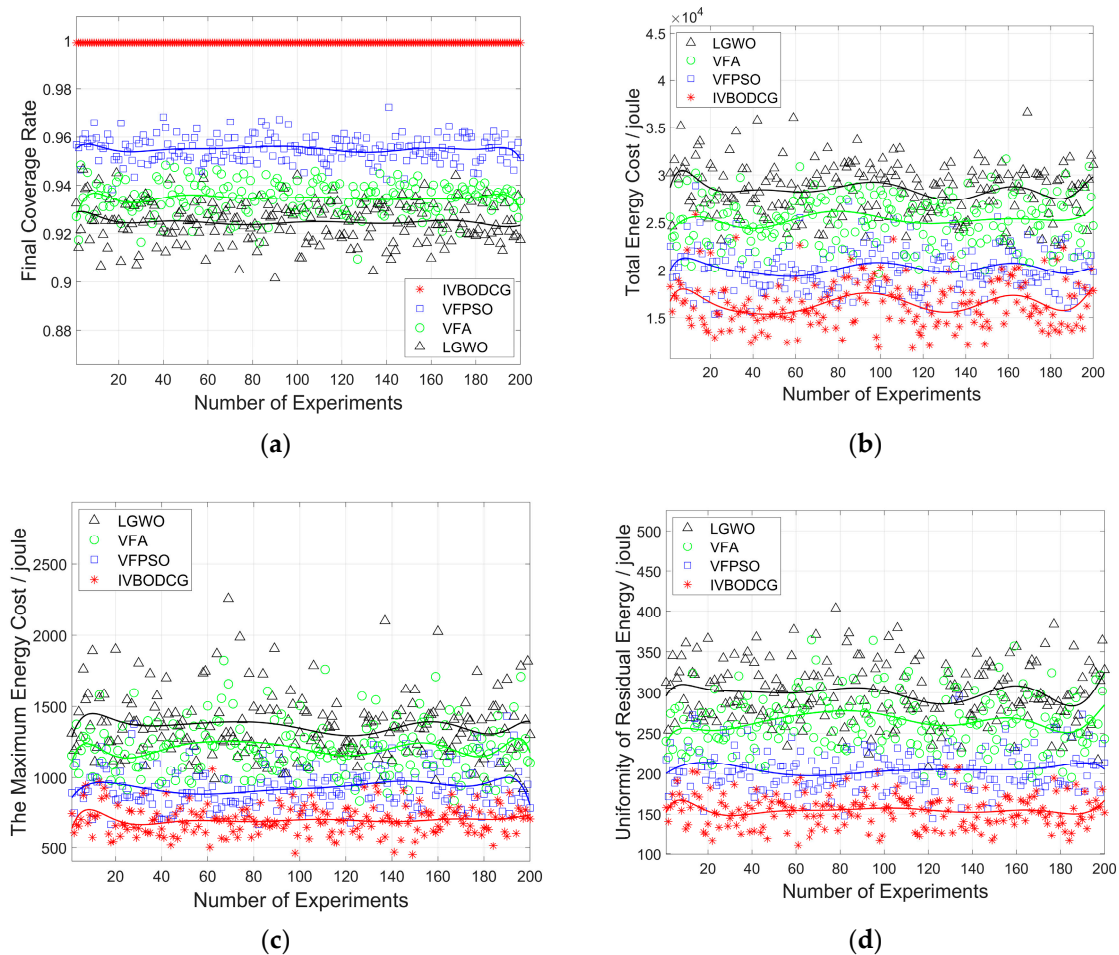 1
0.98
0.96
0.94
0.92
0.9
0.88
Final Coverage Rate
IVBODCG
VFPSO
VFA
LGWO
20 40 60 80 100 120 140 160 180 200
Number of Experiments
(a)
×10⁴
4.5
4
3.5
3
2.5
2
1.5
Total Energy Cost / joule
LGWO
VFA
VFPSO
IVBODCG
20 40 60 80 100 120 140 160 180 200
Number of Experiments
(b)
2500
2000
1500
1000
500
The Maximum Energy Cost / joule
LGWO
VFA
VFPSO
IVBODCG
20 40 60 80 100 120 140 160 180 200
Number of Experiments
(c)
500
450
400
350
300
250
200
150
100
Uniformity of Residual Energy / joule
LGWO
VFA
VFPSO
IVBODCG
20 40 60 80 100 120 140 160 180 200
Number of Experiments
(d)